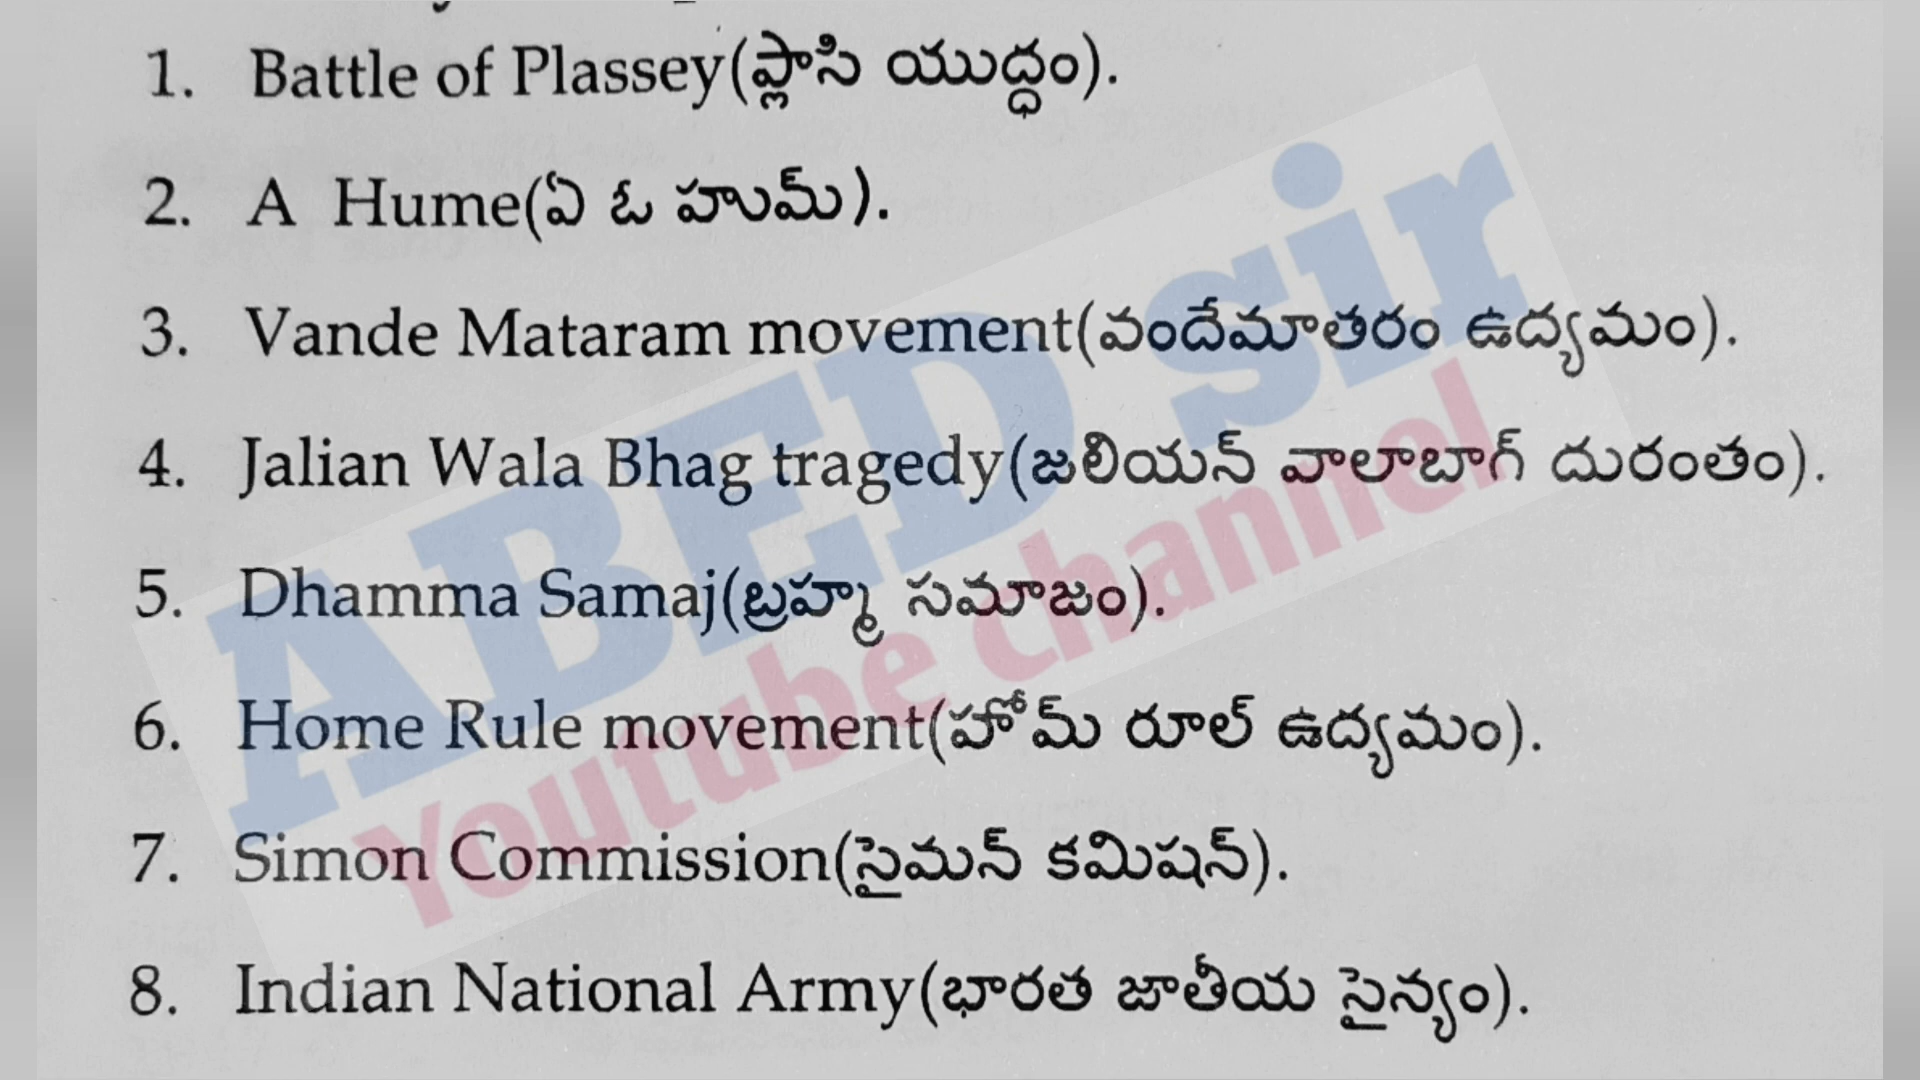 1. Battle of Plassey(ప్లాసి యుద్ధం).
2. A Hume(ఏ ఓ హుమ్).
3. Vande Mataram movement(వందేమాతరం ఉద్యమం).
4. Jalian Wala Bhag tragedy(జలియన్ వాలాబాగ్ దురంతం).
5. Dhamma Samaj(బ్రహ్మ సమాజం).
6. Home Rule movement(హోమ్ రూల్ ఉద్యమం).
7. Simon Commission(సైమన్ కమిషన్).
8. Indian National Army(భారత జాతీయ సైన్యం).
ABED sir
Youtube channel